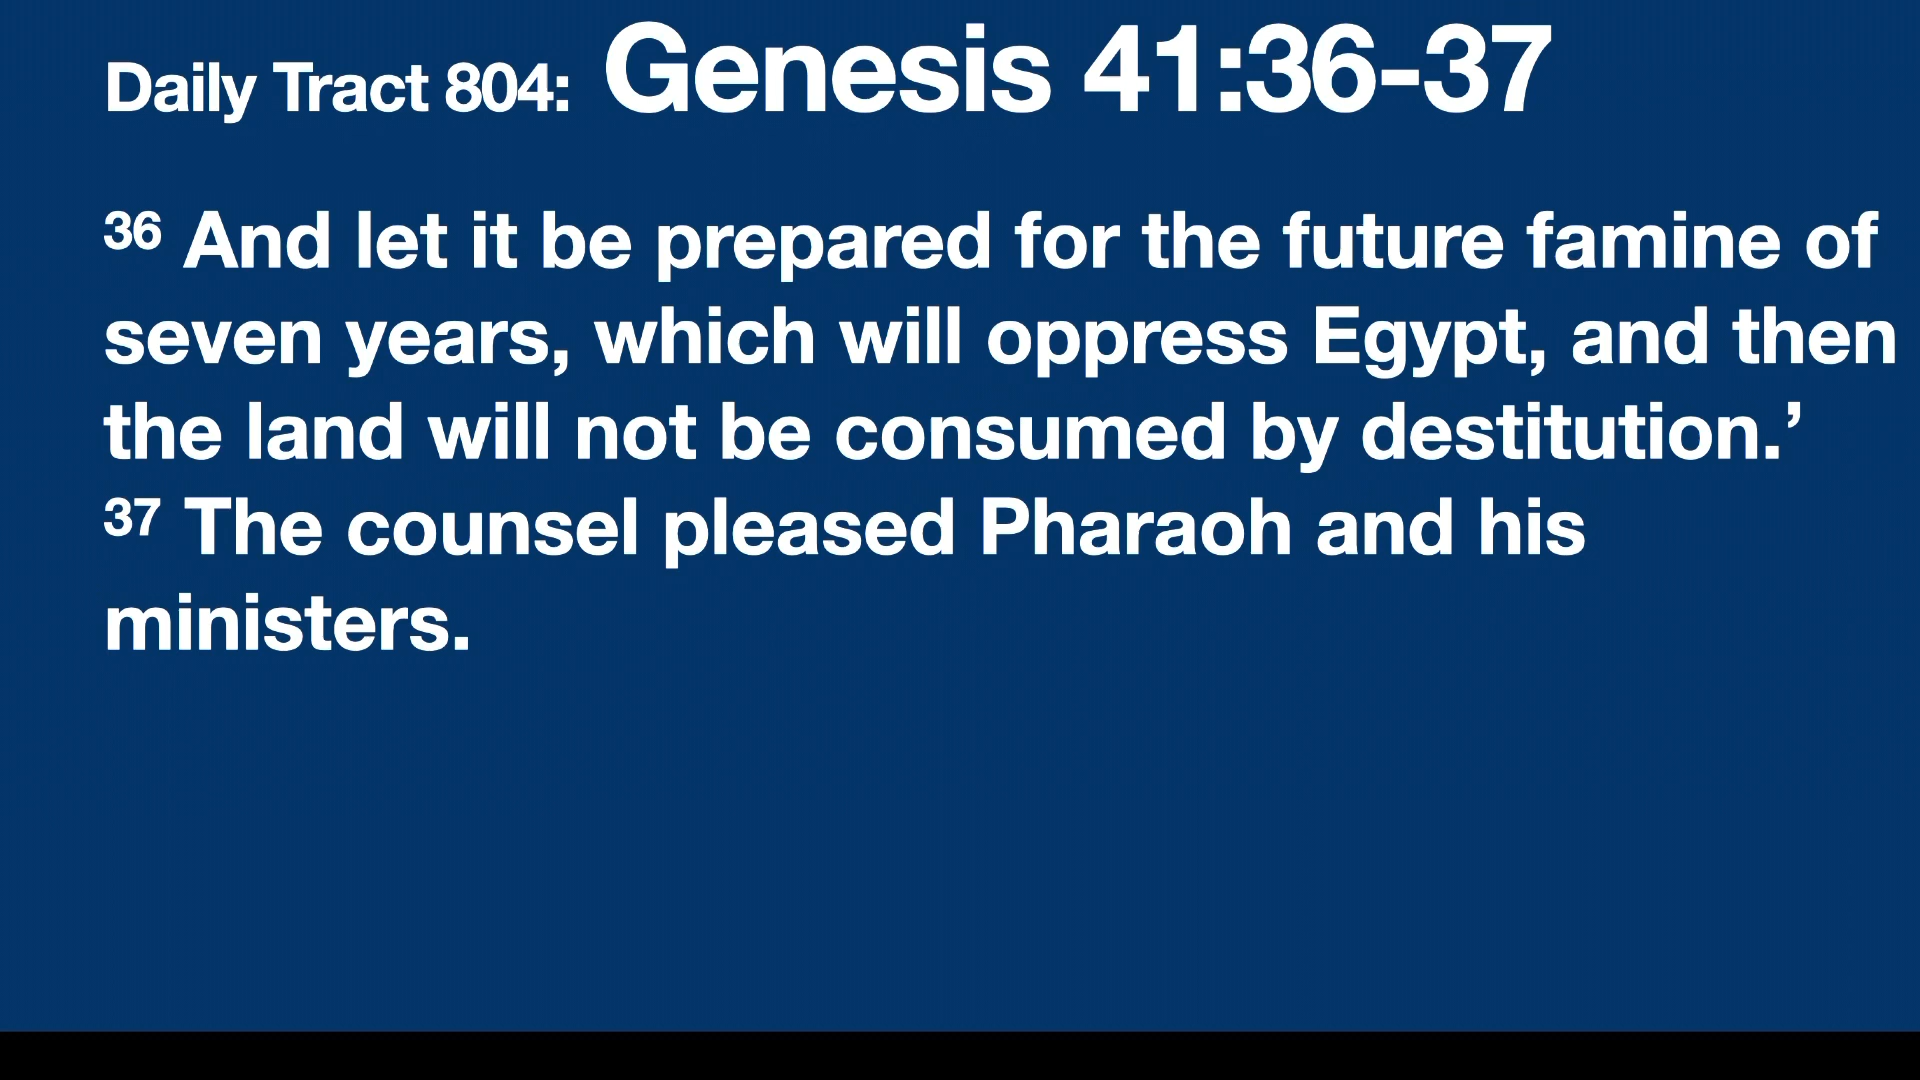 Daily Tract 804: Genesis 41:36-37
36 And let it be prepared for the future famine of
seven years, which will oppress Egypt, and then
the land will not be consumed by destitution.’
37 The counsel pleased Pharaoh and his
ministers.